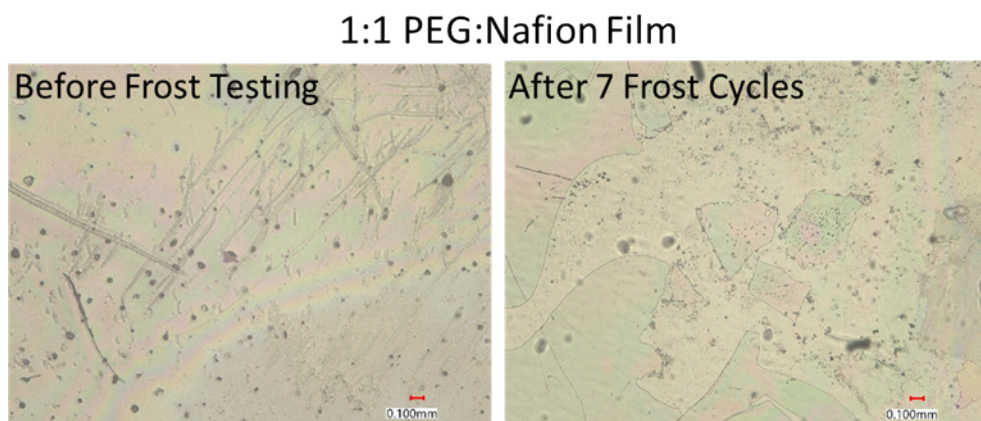 1:1 PEG:Nafion Film
Before Frost Testing
After 7 Frost Cycles
0.100mm
0.100mm